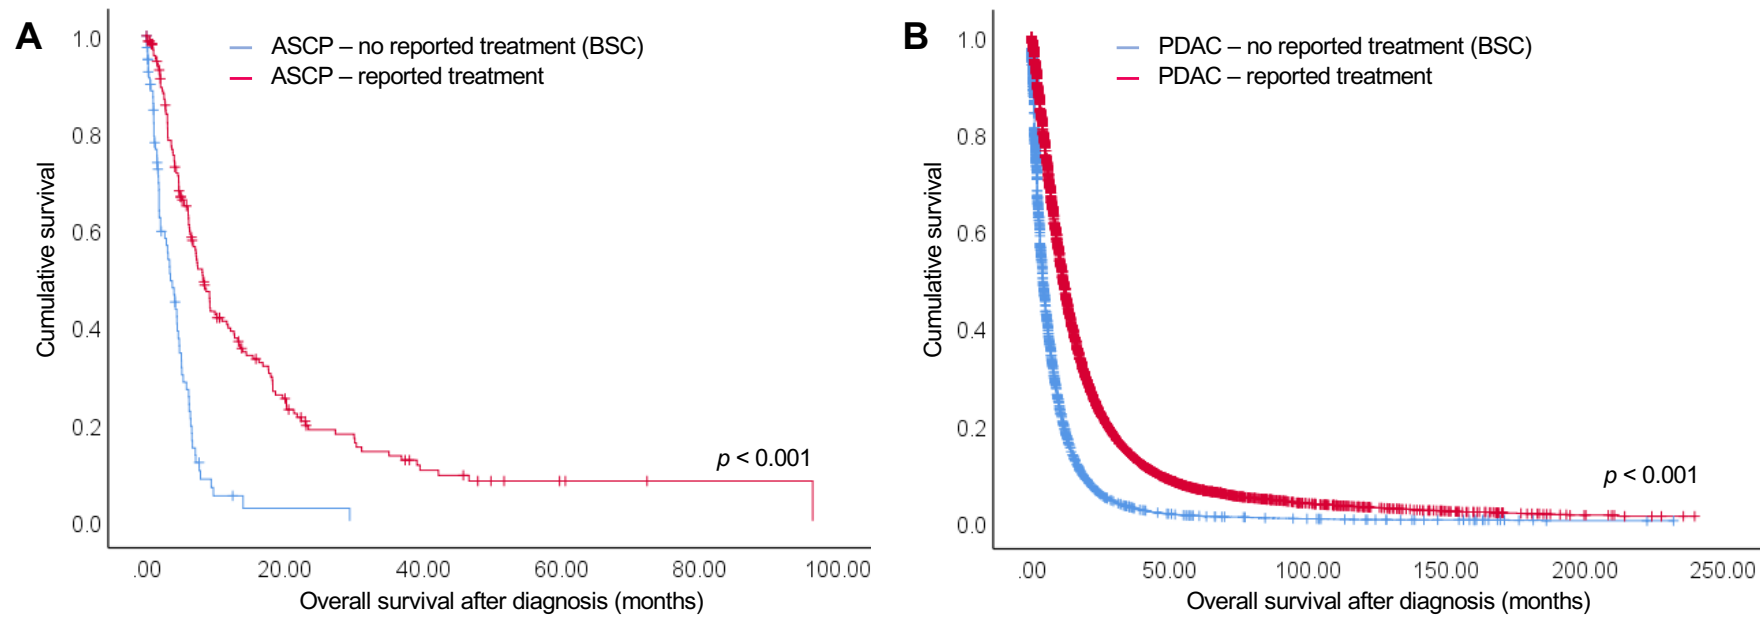 A
ASCP – no reported treatment (BSC)
ASCP – reported treatment
Cumulative survival
1.0
0.8
0.6
0.4
0.2
0.0
p < 0.001
.00 20.00 40.00 60.00 80.00 100.00
Overall survival after diagnosis (months)
B
PDAC – no reported treatment (BSC)
PDAC – reported treatment
Cumulative survival
1.0
0.8
0.6
0.4
0.2
0.0
p < 0.001
.00 50.00 100.00 150.00 200.00 250.00
Overall survival after diagnosis (months)